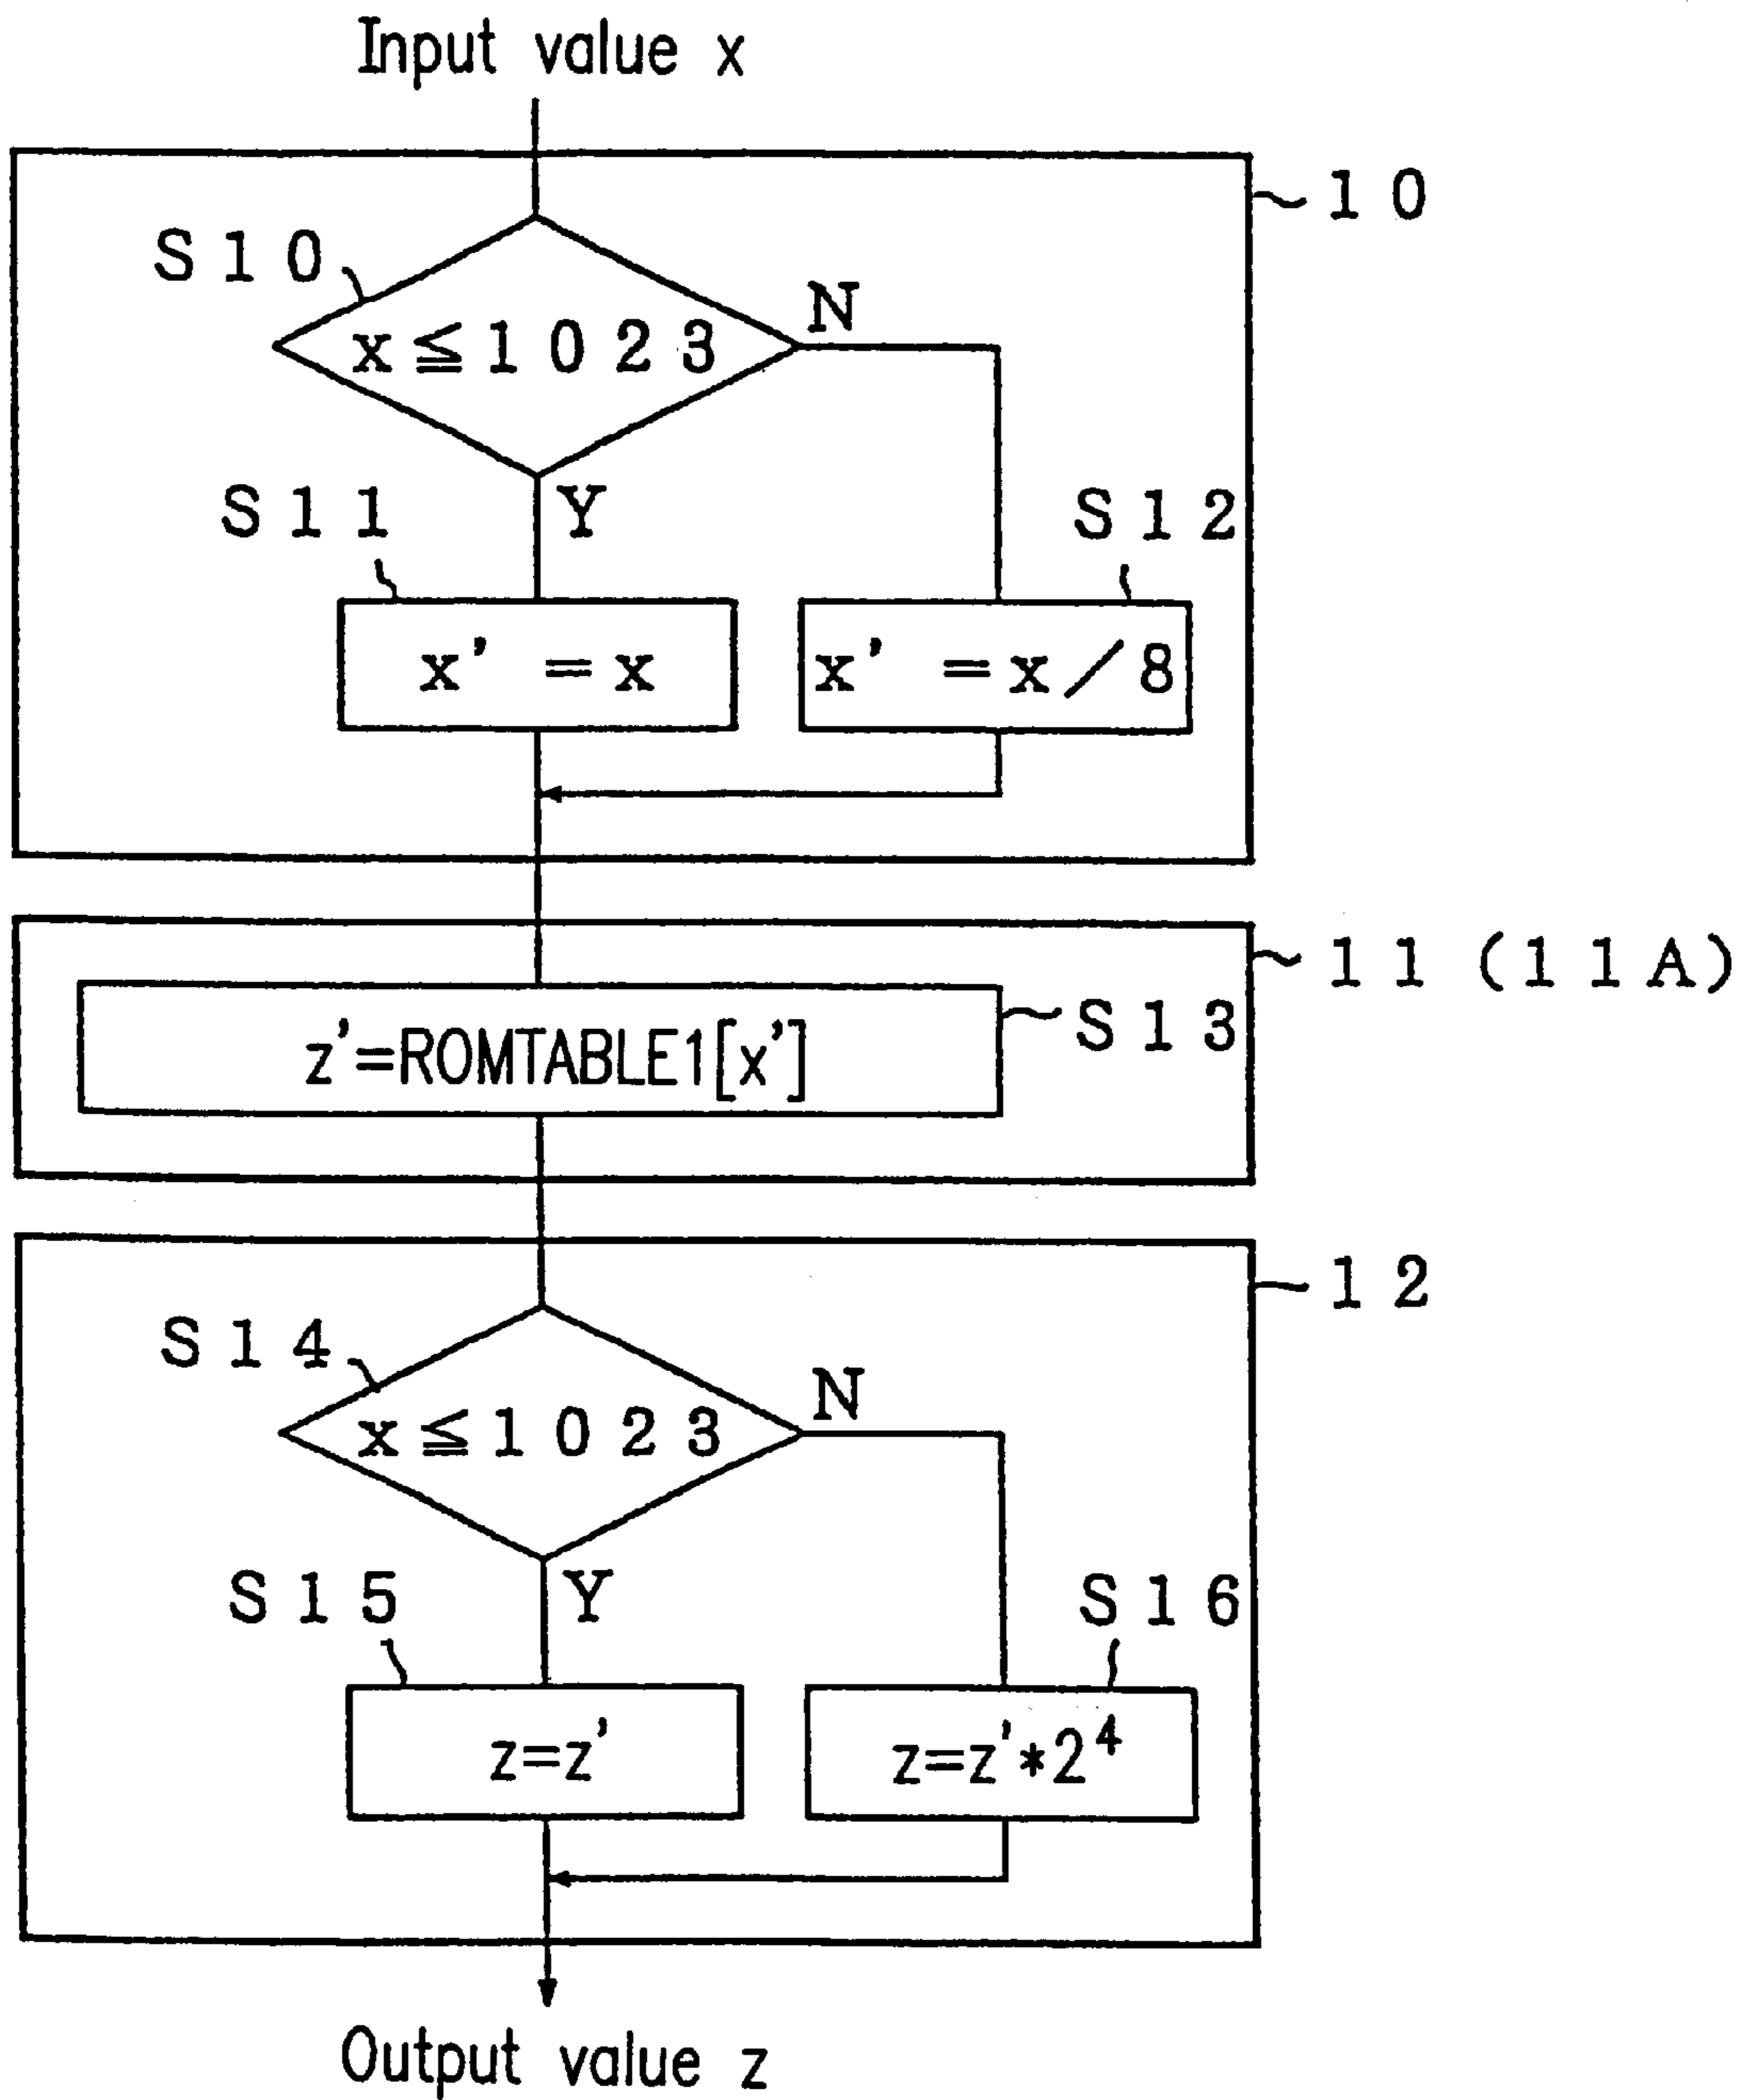 Input value x
10
S10
x≦1023
N
Y
S11
S12
x' =x
x' =x/8
11 (11A)
z'=ROMTABLE1[x']
S13
12
S14
x≦1023
N
Y
S15
S16
z=z'
z=z'*2⁴
Output value z